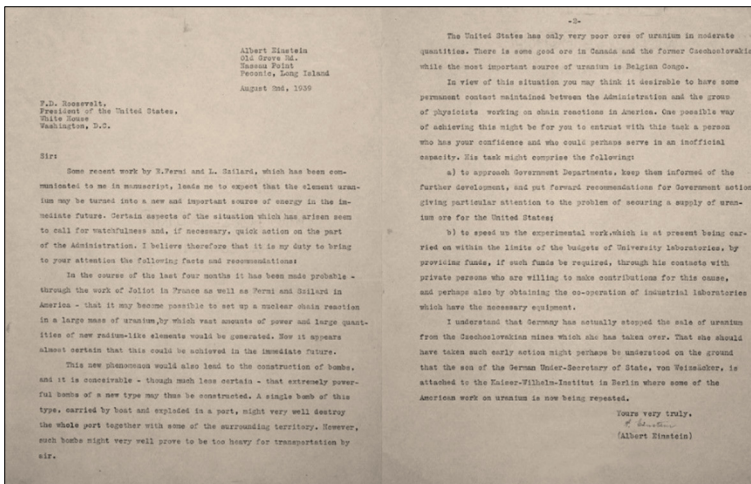 Albert Einstein
Old Grove Rd.
Nassau Point
Peconic, Long Island
August 2nd, 1939
F.D. Roosevelt,
President of the United States,
White House
Washington, D.C.
Sir:
Some recent work by E.Fermi and L. Szilard, which has been com-
municated to me in manuscript, leads me to expect that the element uran-
ium may be turned into a new and important source of energy in the im-
mediate future. Certain aspects of the situation which has arisen seem
to call for watchfulness and, if necessary, quick action on the part
of the Administration. I believe therefore that it is my duty to bring
to your attention the following facts and recommendations:
In the course of the last four months it has been made probable -
through the work of Joliot in France as well as Fermi and Szilard in
America - that it may become possible to set up a nuclear chain reaction
in a large mass of uranium,by which vast amounts of power and large quant-
ities of new radium-like elements would be generated. Now it appears
almost certain that this could be achieved in the immediate future.
This new phenomenon would also lead to the construction of bombs,
and it is conceivable - though much less certain - that extremely power-
ful bombs of a new type may thus be constructed. A single bomb of this
type, carried by boat and exploded in a port, might very well destroy
the whole port together with some of the surrounding territory. However,
such bombs might very well prove to be too heavy for transportation by
air.
-2-
The United States has only very poor ores of uranium in moderate
quantities. There is some good ore in Canada and the former Czechoslovakia,
while the most important source of uranium is Belgian Congo.
In view of this situation you may think it desirable to have some
permanent contact maintained between the Administration and the group
of physicists working on chain reactions in America. One possible way
of achieving this might be for you to entrust with this task a person
who has your confidence and who could perhaps serve in an inofficial
capacity. His task might comprise the following:
a) to approach Government Departments, keep them informed of the
further development, and put forward recommendations for Government action,
giving particular attention to the problem of securing a supply of uran-
ium ore for the United States;
b) to speed up the experimental work,which is at present being car-
ried on within the limits of the budgets of University laboratories, by
providing funds, if such funds be required, through his contacts with
private persons who are willing to make contributions for this cause,
and perhaps also by obtaining the co-operation of industrial laboratories
which have the necessary equipment.
I understand that Germany has actually stopped the sale of uranium
from the Czechoslovakian mines which she has taken over. That she should
have taken such early action might perhaps be understood on the ground
that the son of the German Under-Secretary of State, von Weizsäcker, is
attached to the Kaiser-Wilhelm-Institut in Berlin where some of the
American work on uranium is now being repeated.
Yours very truly,
A. Einstein
(Albert Einstein)